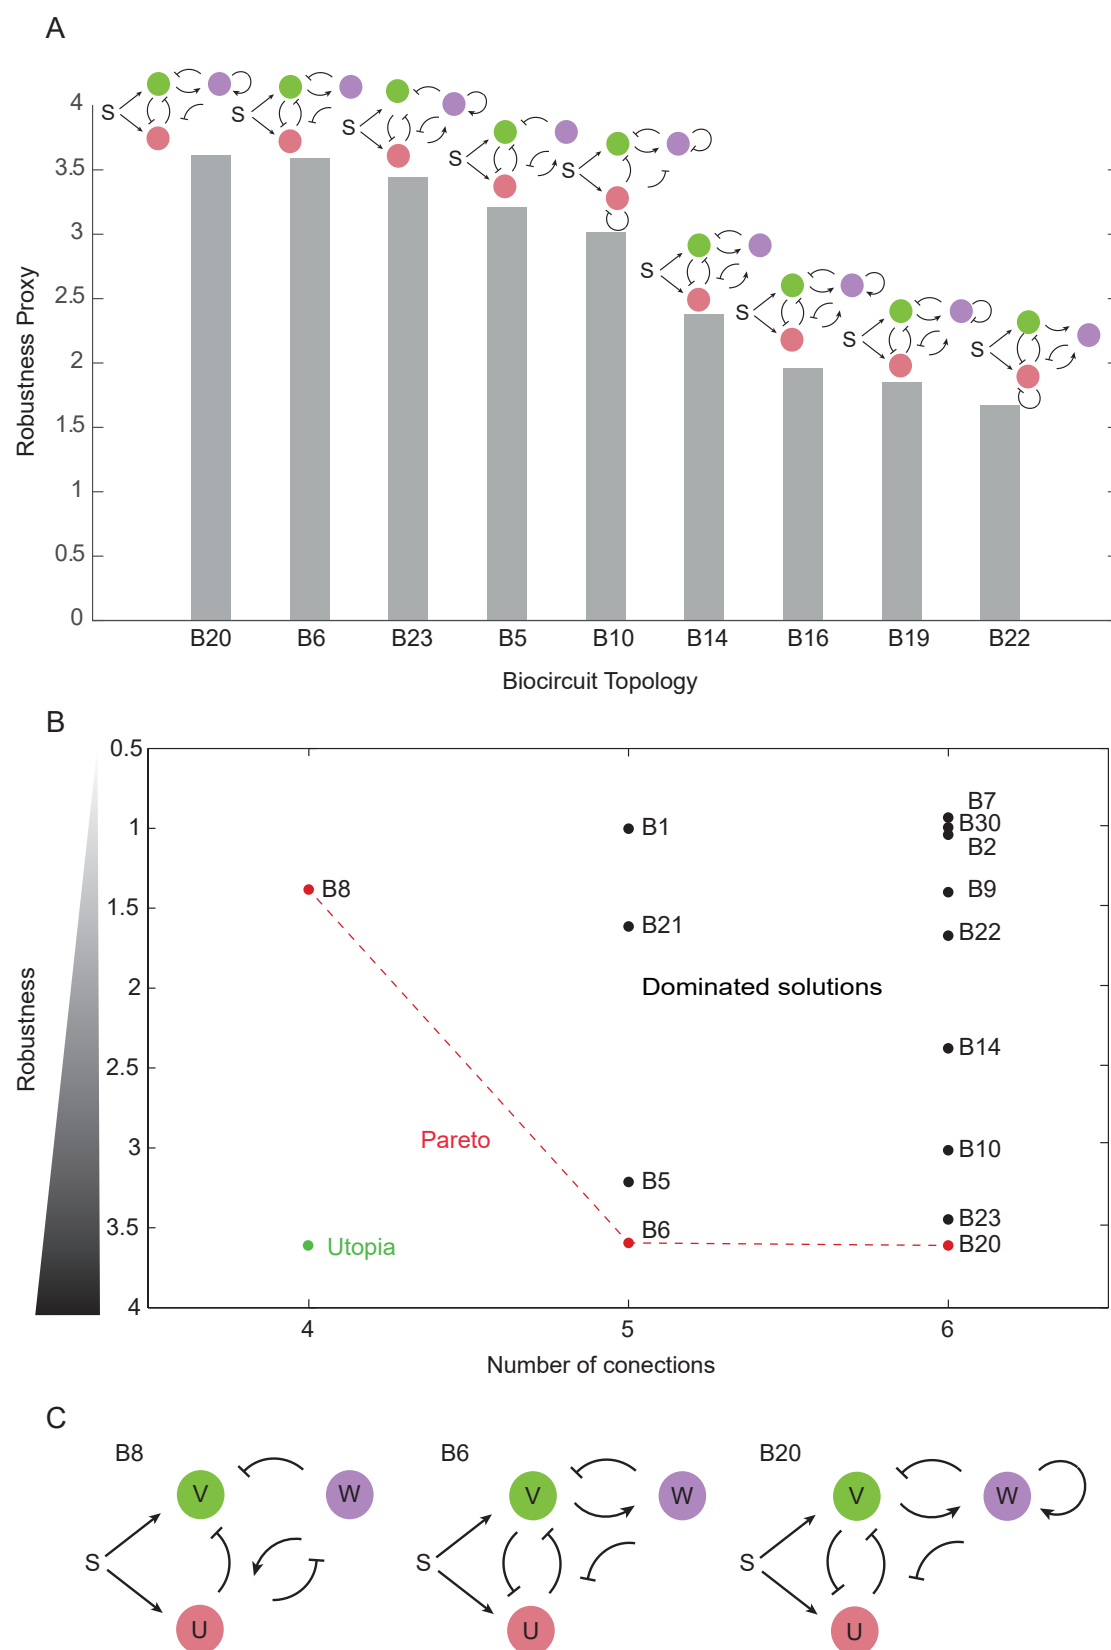 A
Robustness Proxy
4
3.5
3
2.5
2
1.5
1
0.5
0
S
S
S
S
S
S
S
S
S
B20 B6 B23 B5 B10 B14 B16 B19 B22
Biocircuit Topology
B
Robustness
0.5
1
1.5
2
2.5
3
3.5
4
B7
B30
B2
B1
B8
B9
B21
B22
Dominated solutions
B14
Pareto
B10
B5
B23
B6
B20
Utopia
4 5 6
Number of conections
C
B8 B6 B20
V W V W V W
S S S
U U U